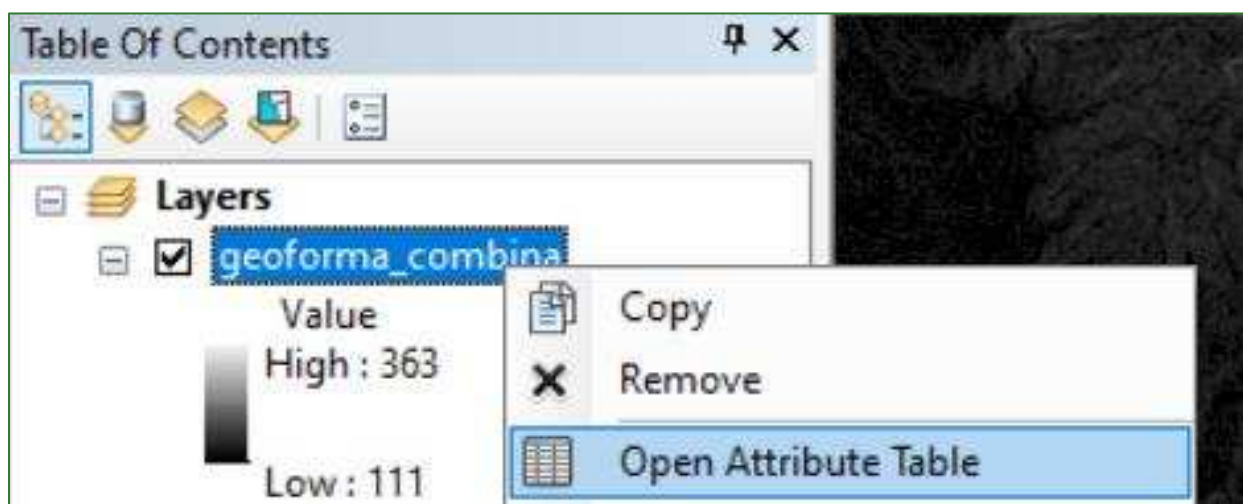 Table Of Contents
Layers
geoforma_combina
Value
High : 363
Low : 111
Copy
Remove
Open Attribute Table